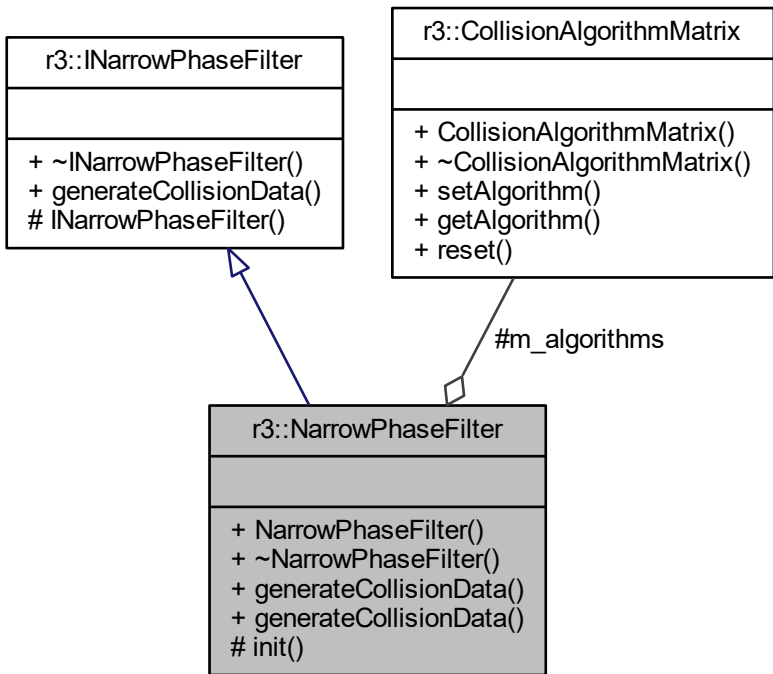 r3::INarrowPhaseFilter
+ ~INarrowPhaseFilter()
+ generateCollisionData()
# INarrowPhaseFilter()
r3::CollisionAlgorithmMatrix
+ CollisionAlgorithmMatrix()
+ ~CollisionAlgorithmMatrix()
+ setAlgorithm()
+ getAlgorithm()
+ reset()
#m_algorithms
r3::NarrowPhaseFilter
+ NarrowPhaseFilter()
+ ~NarrowPhaseFilter()
+ generateCollisionData()
+ generateCollisionData()
# init()